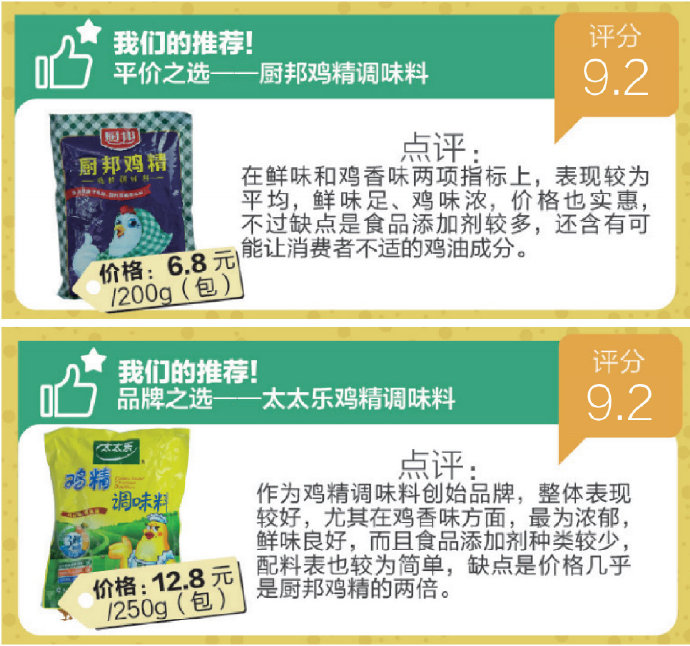 我们的推荐!
平价之选——厨邦鸡精调味料
评分
9.2
厨邦
厨邦鸡精
点评：
在鲜味和鸡香味两项指标上，表现较为
平均，鲜味足、鸡味浓，价格也实惠，
不过缺点是食品添加剂较多，还含有可
能让消费者不适的鸡油成分。
价格：6.8元
/200g（包）
我们的推荐!
品牌之选——太太乐鸡精调味料
评分
9.2
太太乐
鸡精
调味料
点评：
作为鸡精调味料创始品牌，整体表现
较好，尤其在鸡香味方面，最为浓郁，
鲜味良好，而且食品添加剂种类较少，
配料表也较为简单，缺点是价格几乎
是厨邦鸡精的两倍。
价格：12.8元
/250g（包）